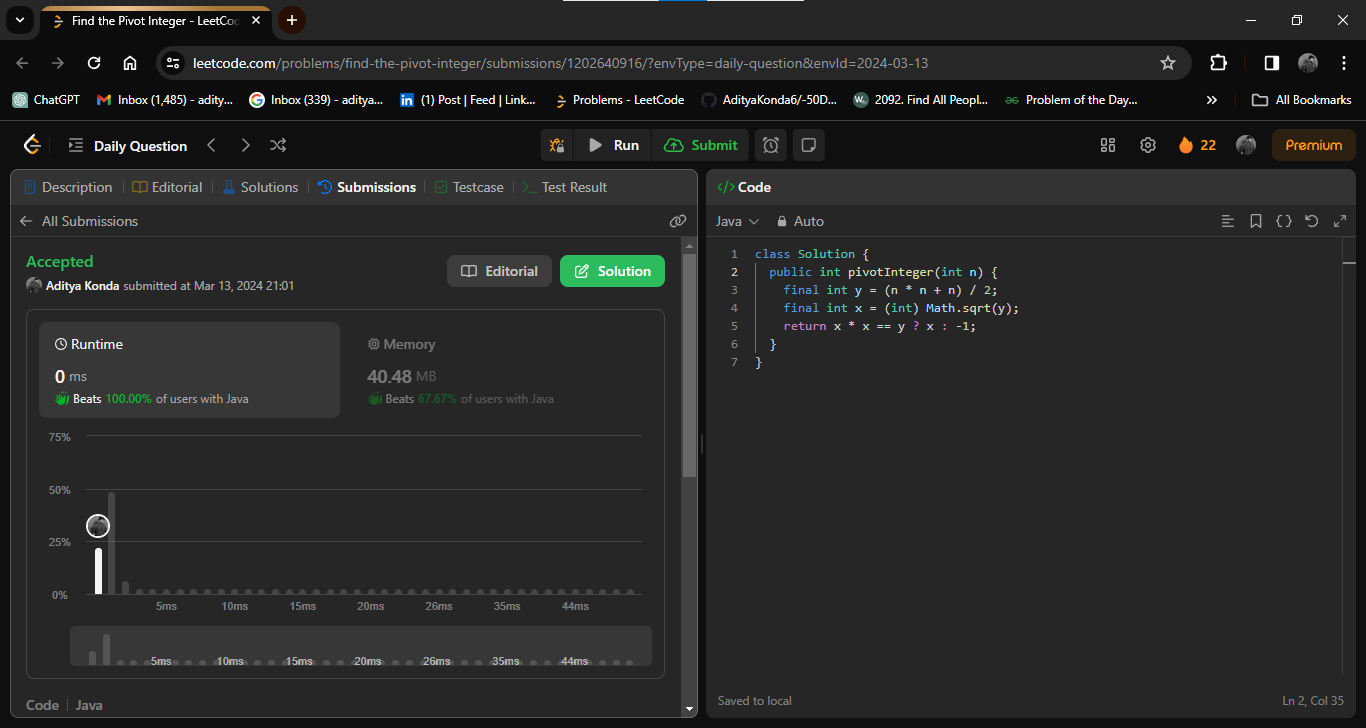 Find the Pivot Integer - LeetCo
leetcode.com/problems/find-the-pivot-integer/submissions/1202640916/?envType=daily-question&envId=2024-03-13
ChatGPT
Inbox (1,485) - adity...
Inbox (339) - aditya...
(1) Post | Feed | Link...
Problems - LeetCode
AdityaKonda6/-50D...
2092. Find All Peopl...
Problem of the Day...
All Bookmarks
Daily Question
Run
Submit
22
Premium
Description
Editorial
Solutions
Submissions
Testcase
Test Result
All Submissions
Accepted
Aditya Konda submitted at Mar 13, 2024 21:01
Editorial
Solution
Runtime
0 ms
Beats 100.00% of users with Java
Memory
40.48 MB
Beats 67.67% of users with Java
75%
50%
25%
0%
5ms 10ms 15ms 20ms 26ms 35ms 44ms
5ms 10ms 15ms 20ms 26ms 35ms 44ms
Code | Java
</> Code
Java
Auto
1 class Solution {
2 public int pivotInteger(int n) {
3 final int y = (n * n + n) / 2;
4 final int x = (int) Math.sqrt(y);
5 return x * x == y ? x : -1;
6 }
7 }
Saved to local
Ln 2, Col 35